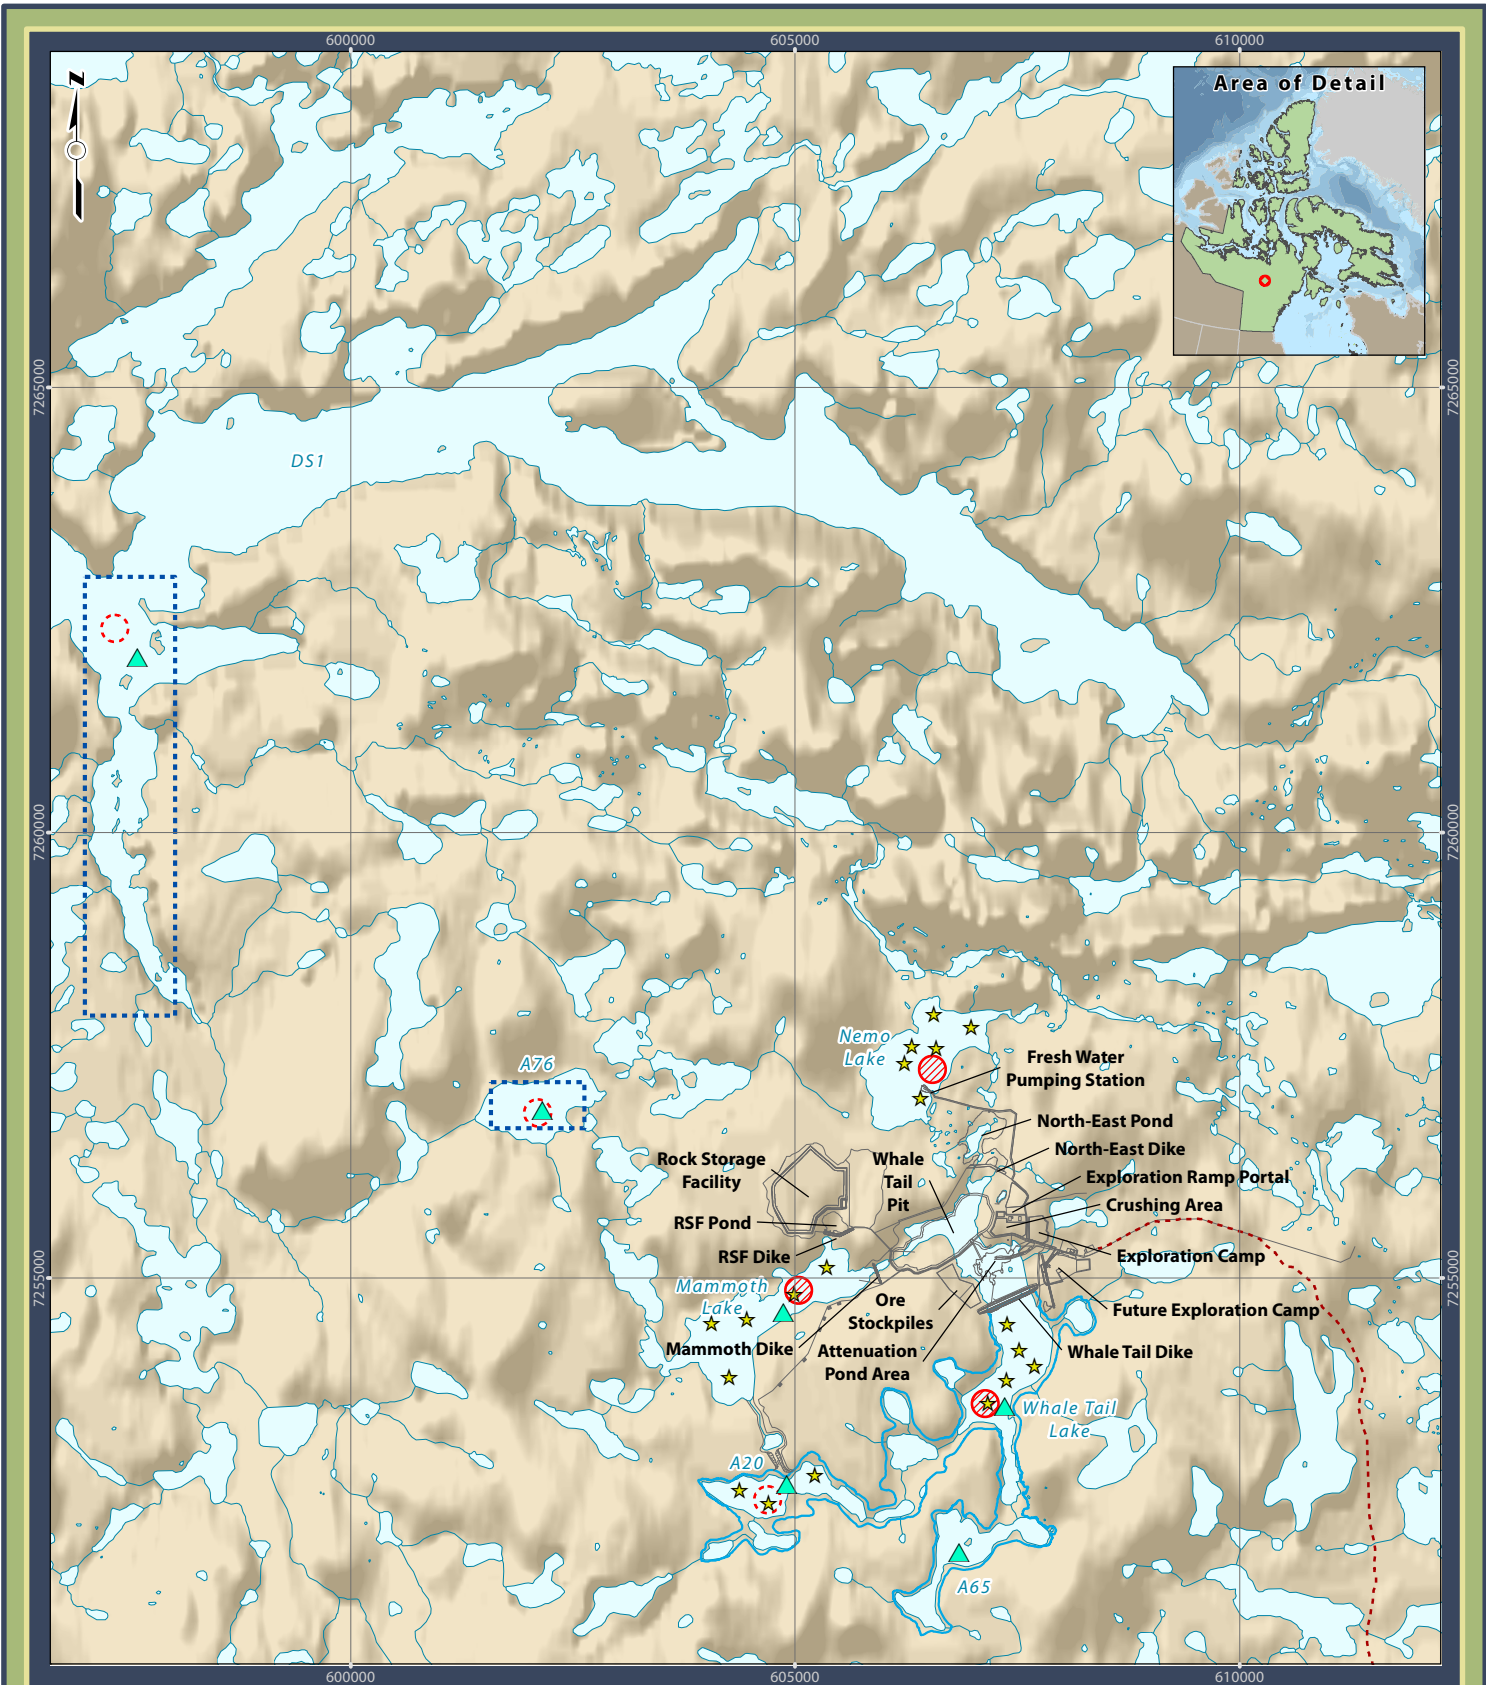 600000
605000
610000
N
Area of Detail
7265000
7265000
DS1
7260000
7260000
Nemo
Lake
Fresh Water
Pumping Station
A76
North-East Pond
North-East Dike
Rock Storage
Facility
Whale
Tail
Pit
Exploration Ramp Portal
Crushing Area
RSF Pond
RSF Dike
Exploration Camp
7255000
7255000
Mammoth
Lake
Ore
Stockpiles
Future Exploration Camp
Mammoth Dike
Attenuation
Pond Area
Whale Tail Dike
Whale Tail
Lake
A20
A65
600000
605000
610000